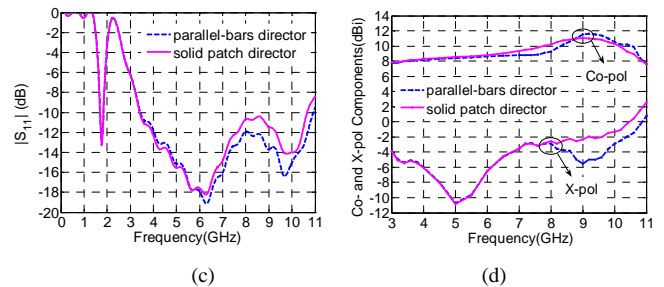 0
-2
-4
-6
-8
-10
-12
-14
-16
-18
-20
|S₁₁| (dB)
parallel-bars director
solid patch director
0 1 2 3 4 5 6 7 8 9 10 11
Frequency(GHz)
(c)
14
12
10
8
6
4
2
0
-2
-4
-6
-8
-10
-12
Co- and X-pol Components(dBi)
Co-pol
parallel-bars director
solid patch director
X-pol
3 4 5 6 7 8 9 10 11
Frequency(GHz)
(d)